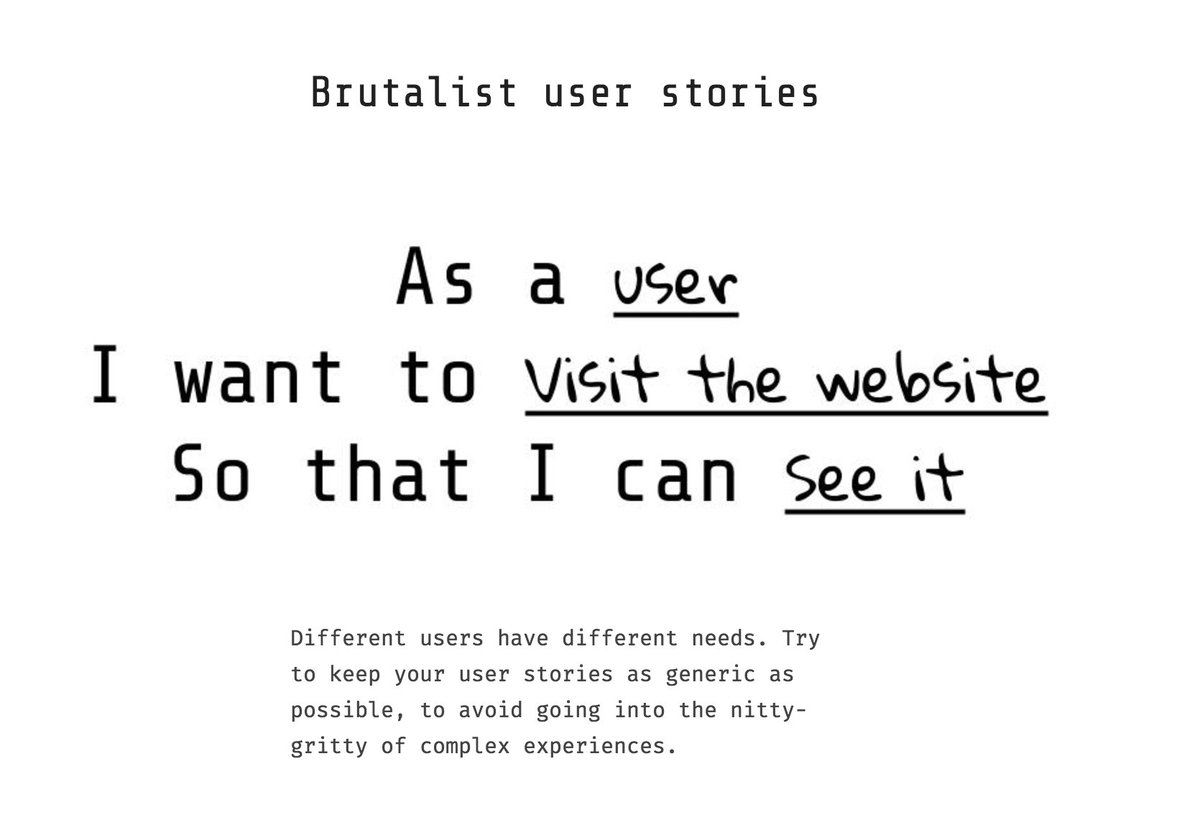 Brutalist user stories
As a user
I want to visit the website
So that I can see it
Different users have different needs. Try
to keep your user stories as generic as
possible, to avoid going into the nitty-
gritty of complex experiences.